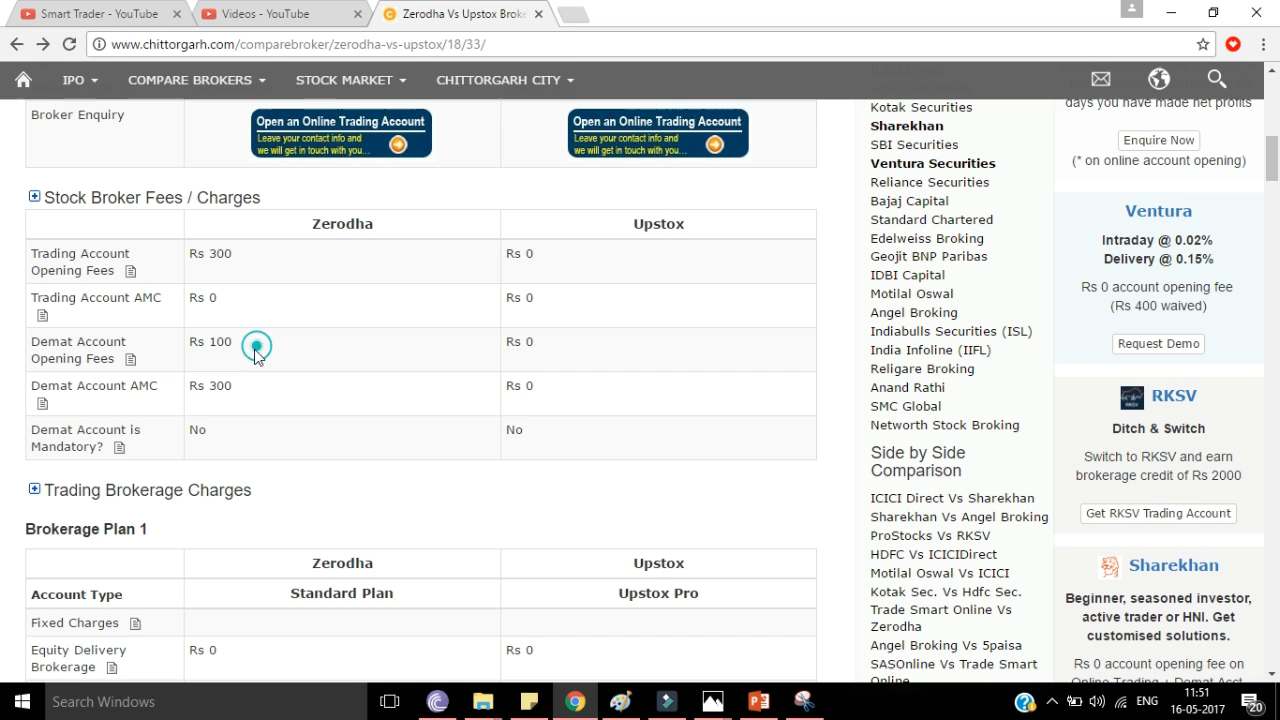 Smart Trader - YouTube
Videos - YouTube
Zerodha Vs Upstox Broke
www.chittorgarh.com/comparebroker/zerodha-vs-upstox/18/33/
IPO
COMPARE BROKERS
STOCK MARKET
CHITTORGARH CITY
Broker Enquiry
Open an Online Trading Account
Leave your contact info and
we will get in touch with you...
Open an Online Trading Account
Leave your contact info and
we will get in touch with you...
Stock Broker Fees / Charges
Zerodha
Upstox
Trading Account
Opening Fees
Rs 300
Rs 0
Trading Account AMC
Rs 0
Rs 0
Demat Account
Opening Fees
Rs 100
Rs 0
Demat Account AMC
Rs 300
Rs 0
Demat Account is
Mandatory?
No
No
Trading Brokerage Charges
Brokerage Plan 1
Zerodha
Upstox
Account Type
Standard Plan
Upstox Pro
Fixed Charges
Equity Delivery
Brokerage
Rs 0
Rs 0
Kotak Securities
Sharekhan
SBI Securities
Ventura Securities
Reliance Securities
Bajaj Capital
Standard Chartered
Edelweiss Broking
Geojit BNP Paribas
IDBI Capital
Motilal Oswal
Angel Broking
Indiabulls Securities (ISL)
India Infoline (IIFL)
Religare Broking
Anand Rathi
SMC Global
Networth Stock Broking
Side by Side
Comparison
ICICI Direct Vs Sharekhan
Sharekhan Vs Angel Broking
ProStocks Vs RKSV
HDFC Vs ICICIDirect
Motilal Oswal Vs ICICI
Kotak Sec. Vs Hdfc Sec.
Trade Smart Online Vs
Zerodha
Angel Broking Vs 5paisa
SASOnline Vs Trade Smart
Online
days you have made net profits
Enquire Now
(* on online account opening)
Ventura
Intraday @ 0.02%
Delivery @ 0.15%
Rs 0 account opening fee
(Rs 400 waived)
Request Demo
RKSV
Ditch & Switch
Switch to RKSV and earn
brokerage credit of Rs 2000
Get RKSV Trading Account
Sharekhan
Beginner, seasoned investor,
active trader or HNI. Get
customised solutions.
Rs 0 account opening fee on
Online Trading + Demat Acct
Search Windows
ENG
11:51
16-05-2017
20